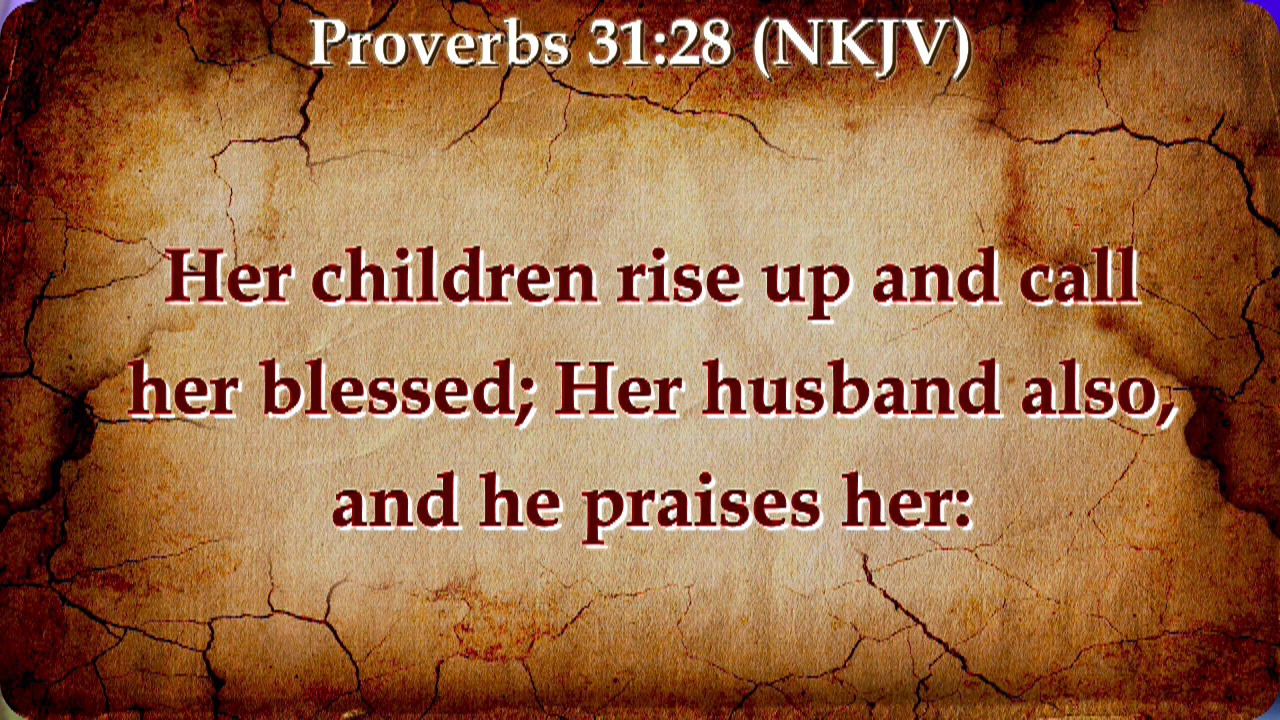 Proverbs 31:28 (NKJV)
Her children rise up and call
her blessed; Her husband also,
and he praises her: